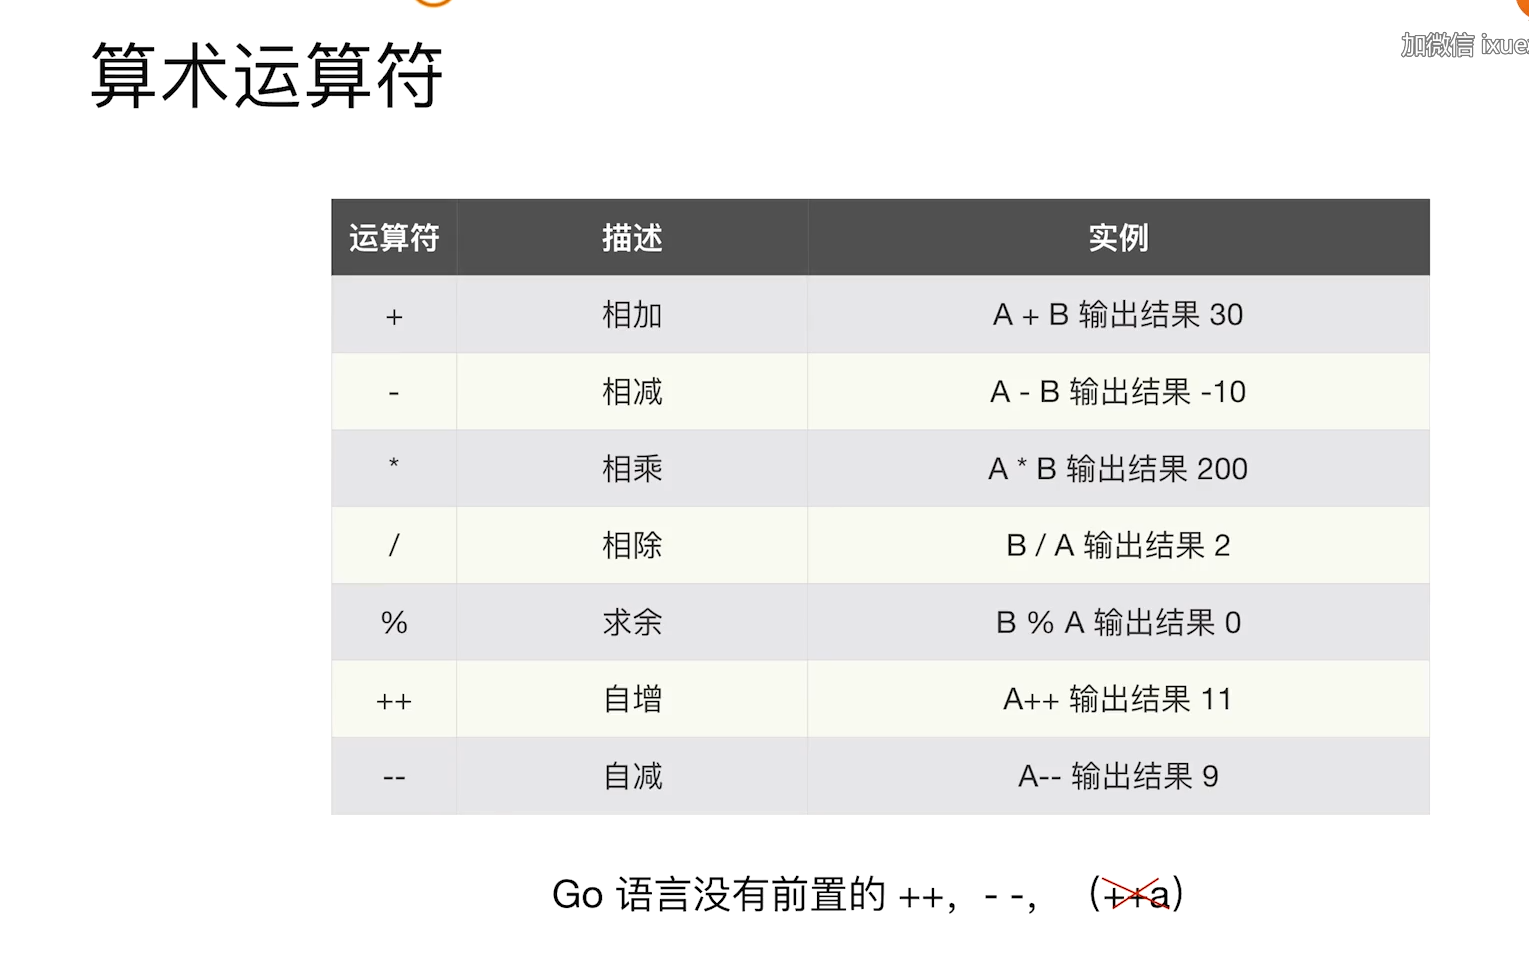 加微信 ixue
算术运算符
运算符 描述 实例
+ 相加 A + B 输出结果 30
- 相减 A - B 输出结果 -10
* 相乘 A * B 输出结果 200
/ 相除 B / A 输出结果 2
% 求余 B % A 输出结果 0
++ 自增 A++ 输出结果 11
-- 自减 A-- 输出结果 9
Go 语言没有前置的 ++，- -，（++a）